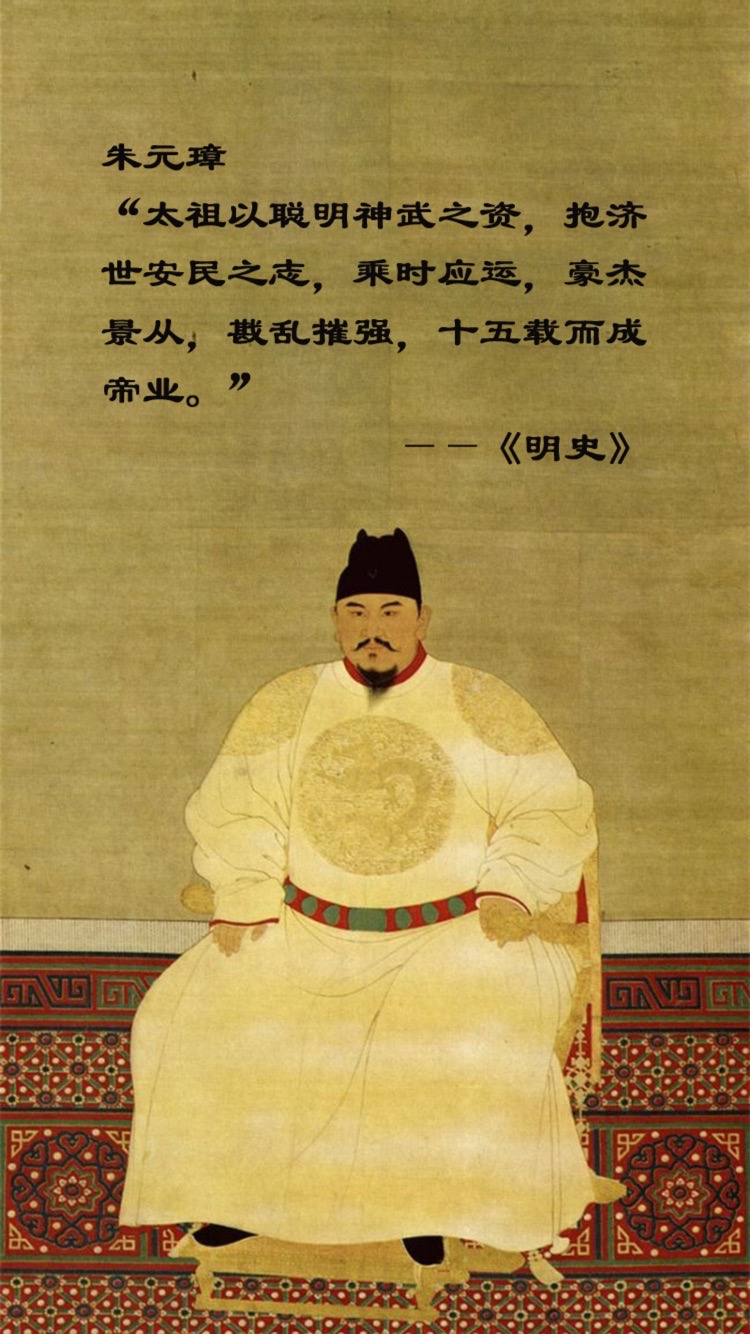 朱元璋
“太祖以聪明神武之资，抱济
世安民之志，乘时应运，豪杰
景从，戡乱摧强，十五载而成
帝业。”
——《明史》